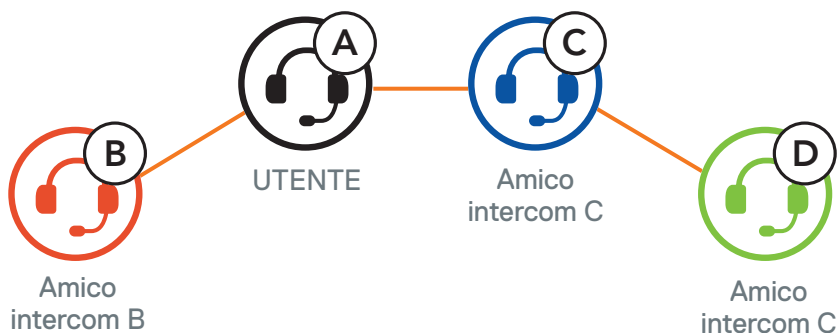 A
C
B
D
UTENTE
Amico
intercom C
Amico
intercom B
Amico
intercom C